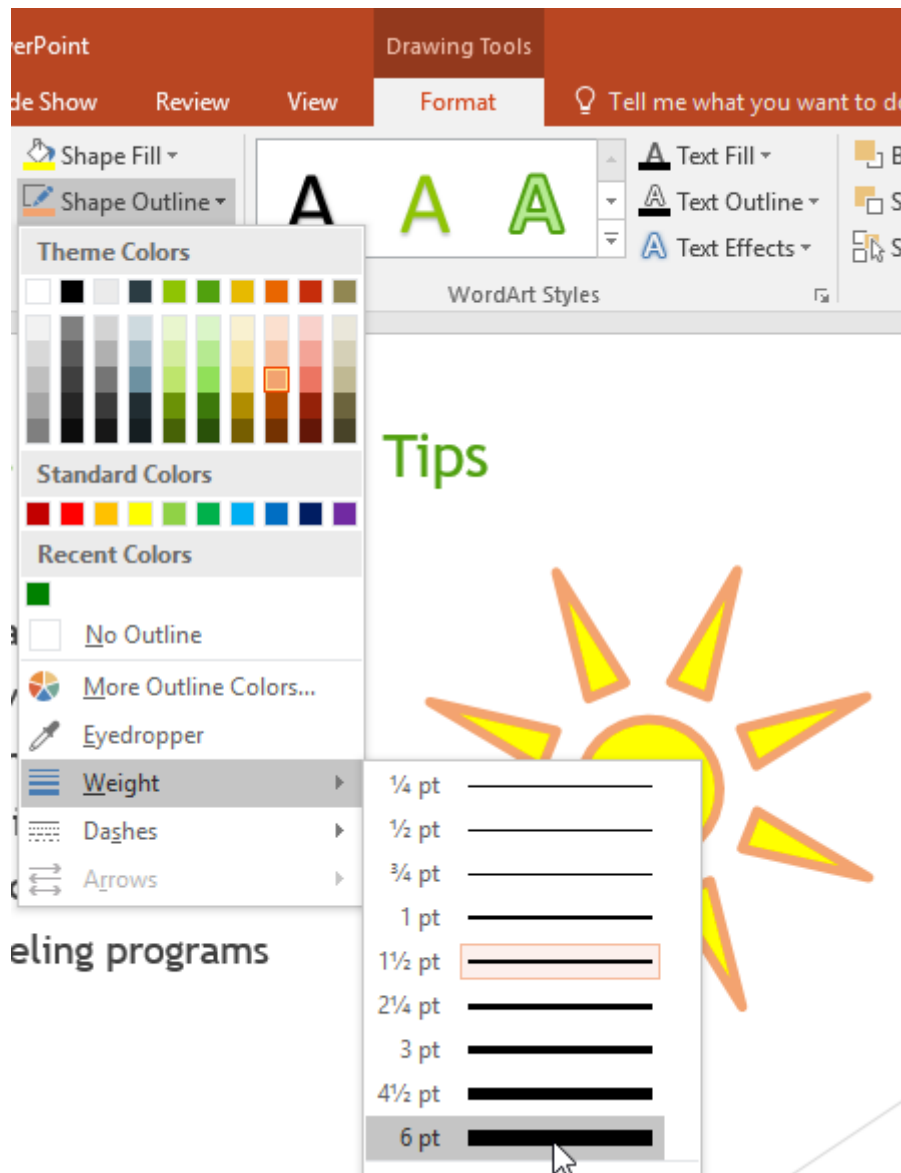 erPoint
Drawing Tools
de Show Review View Format Tell me what you want to d
Shape Fill
Shape Outline
A A A
A Text Fill
A Text Outline
A Text Effects
WordArt Styles
Theme Colors
Standard Colors
Recent Colors
No Outline
More Outline Colors...
Eyedropper
Weight
Dashes
Arrows
Tips
¼ pt
½ pt
¾ pt
1 pt
1½ pt
2¼ pt
3 pt
4½ pt
6 pt
eling programs